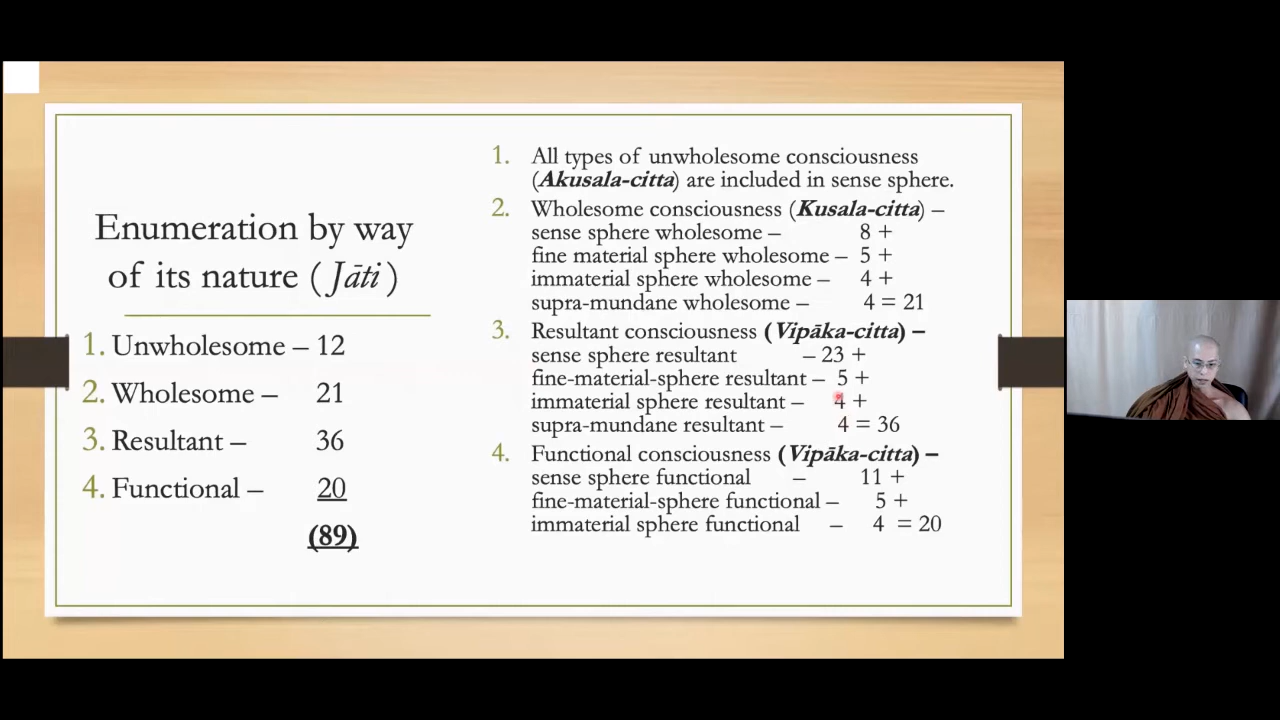 Enumeration by way
of its nature (Jāti)
1. Unwholesome – 12
2. Wholesome – 21
3. Resultant – 36
4. Functional – 20
(89)
1. All types of unwholesome consciousness
(Akusala-citta) are included in sense sphere.
2. Wholesome consciousness (Kusala-citta) –
sense sphere wholesome – 8 +
fine material sphere wholesome – 5 +
immaterial sphere wholesome – 4 +
supra-mundane wholesome – 4 = 21
3. Resultant consciousness (Vipāka-citta) –
sense sphere resultant – 23 +
fine-material-sphere resultant – 5 +
immaterial sphere resultant – 4 +
supra-mundane resultant – 4 = 36
4. Functional consciousness (Vipāka-citta) –
sense sphere functional – 11 +
fine-material-sphere functional – 5 +
immaterial sphere functional – 4 = 20